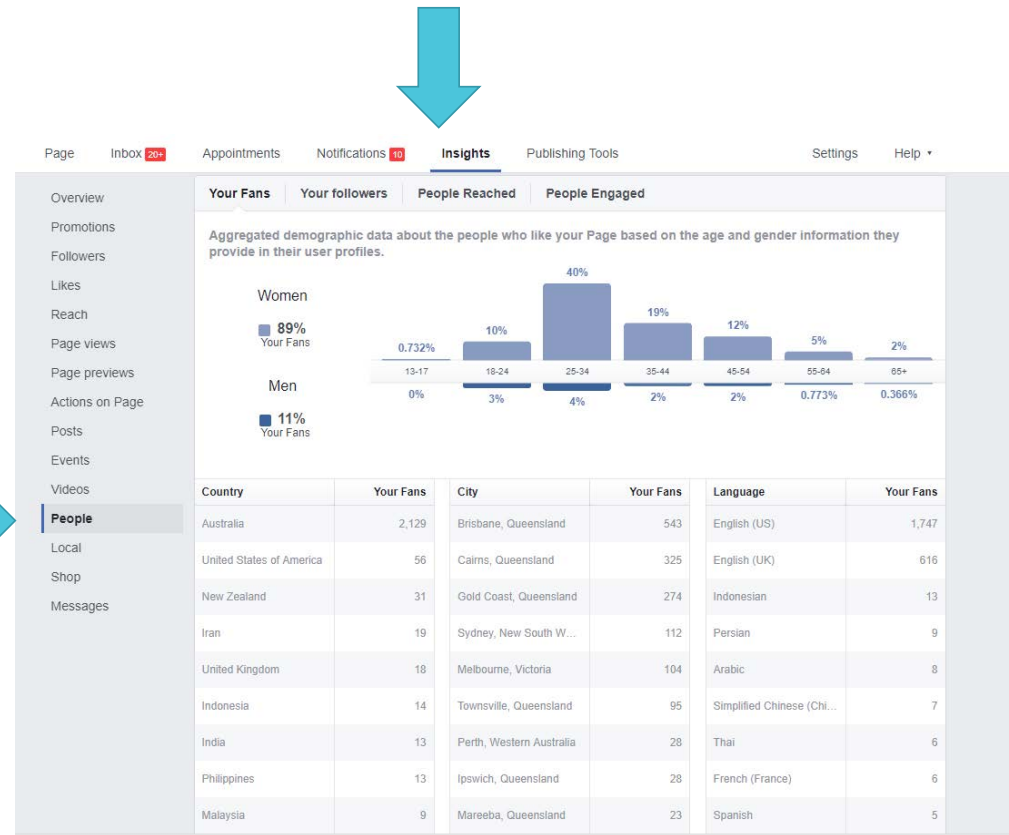 Page Inbox 20+ Appointments Notifications 10 Insights Publishing Tools Settings Help
Overview
Promotions
Followers
Likes
Reach
Page views
Page previews
Actions on Page
Posts
Events
Videos
People
Local
Shop
Messages
Your Fans Your followers People Reached People Engaged
Aggregated demographic data about the people who like your Page based on the age and gender information they
provide in their user profiles.
Women
89%
Your Fans
0.732% 10% 40% 19% 12% 5% 2%
13-17 18-24 25-34 35-44 45-54 55-64 65+
0% 3% 4% 2% 2% 0.773% 0.366%
Men
11%
Your Fans
Country Your Fans City Your Fans Language Your Fans
Australia 2,129 Brisbane, Queensland 543 English (US) 1,747
United States of America 56 Cairns, Queensland 325 English (UK) 616
New Zealand 31 Gold Coast, Queensland 274 Indonesian 13
Iran 19 Sydney, New South W... 112 Persian 9
United Kingdom 18 Melbourne, Victoria 104 Arabic 8
Indonesia 14 Townsville, Queensland 95 Simplified Chinese (Chi... 7
India 13 Perth, Western Australia 28 Thai 6
Philippines 13 Ipswich, Queensland 28 French (France) 6
Malaysia 9 Mareeba, Queensland 23 Spanish 5